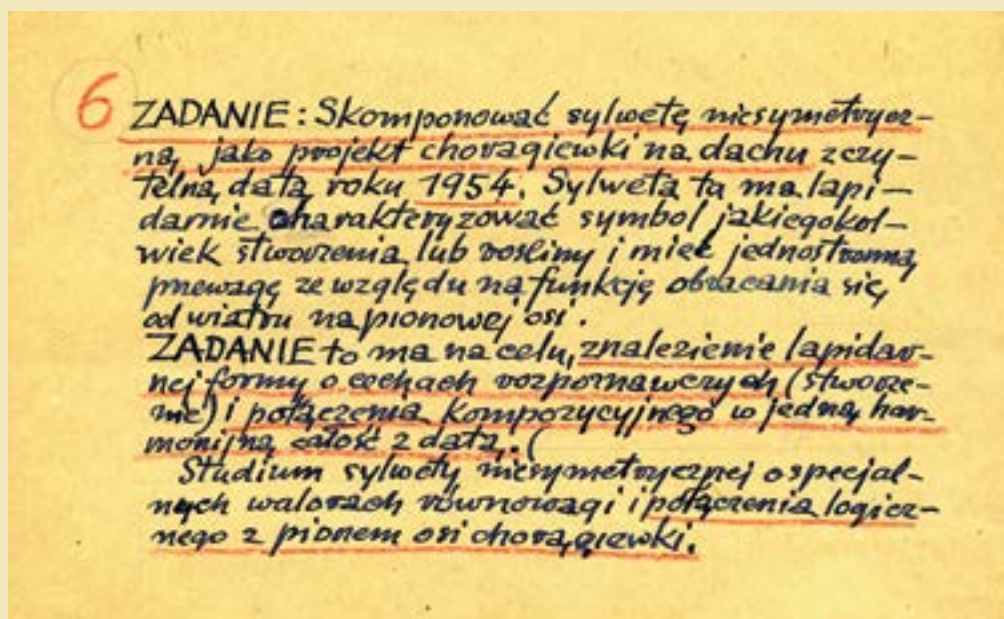 6 ZADANIE: Skomponować sylwetę niesymetrycz-
ną, jako projekt chorągiewki na dachu z czy-
telną datą roku 1954. Sylweta ta ma lapi-
darnie charakteryzować symbol jakiegokol-
wiek stworzenia lub rośliny i mieć jednostronną
przewagę ze względu na funkcję obracania się
od wiatru na pionowej osi.
ZADANIE to ma na celu, znalezienie lapidar-
nej formy o cechach rozpoznawczych (stworze-
nie) i połączenia kompozycyjnego w jedną har-
monijną całość z datą. (
Studium sylwety niesymetrycznej o specjal-
nych walorach równowagi i połączenia logicz-
nego z pionem osi chorągiewki.